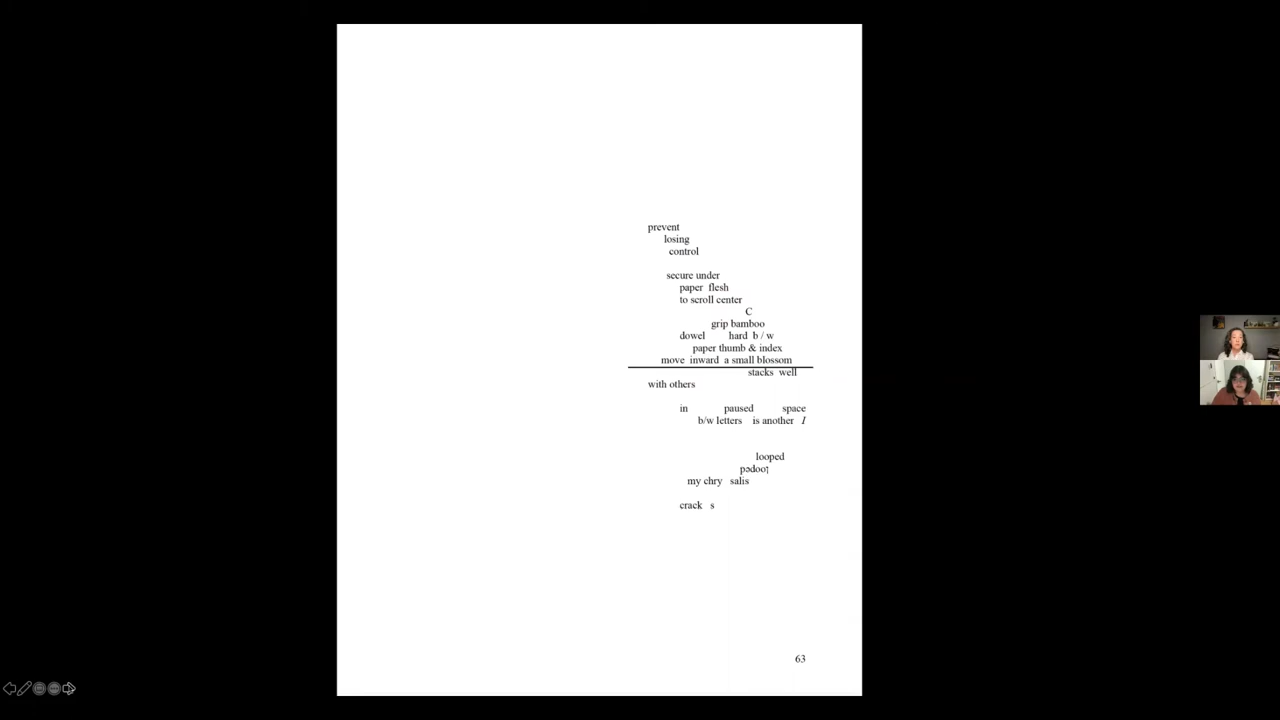 prevent
losing
control
secure under
paper flesh
to scroll center
C
grip bamboo
dowel hard b / w
paper thumb & index
move inward a small blossom
stacks well
with others
in paused space
b/w letters is another I
looped
looped
my chry salis
crack s
63